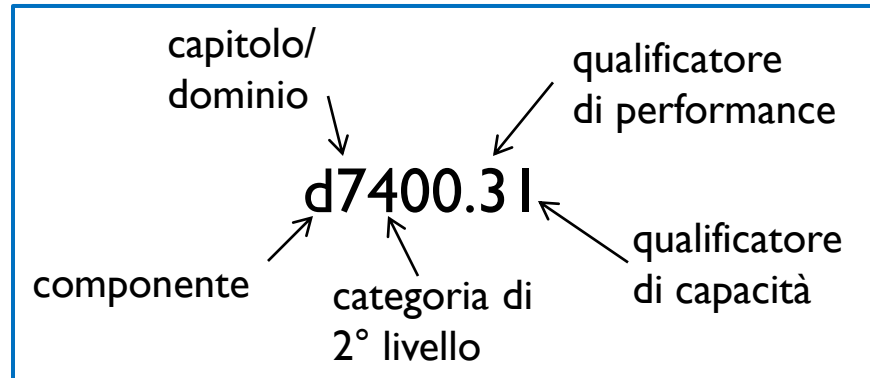 capitolo/
dominio
qualificatore
di performance
d7400.31
componente
categoria di
2° livello
qualificatore
di capacità